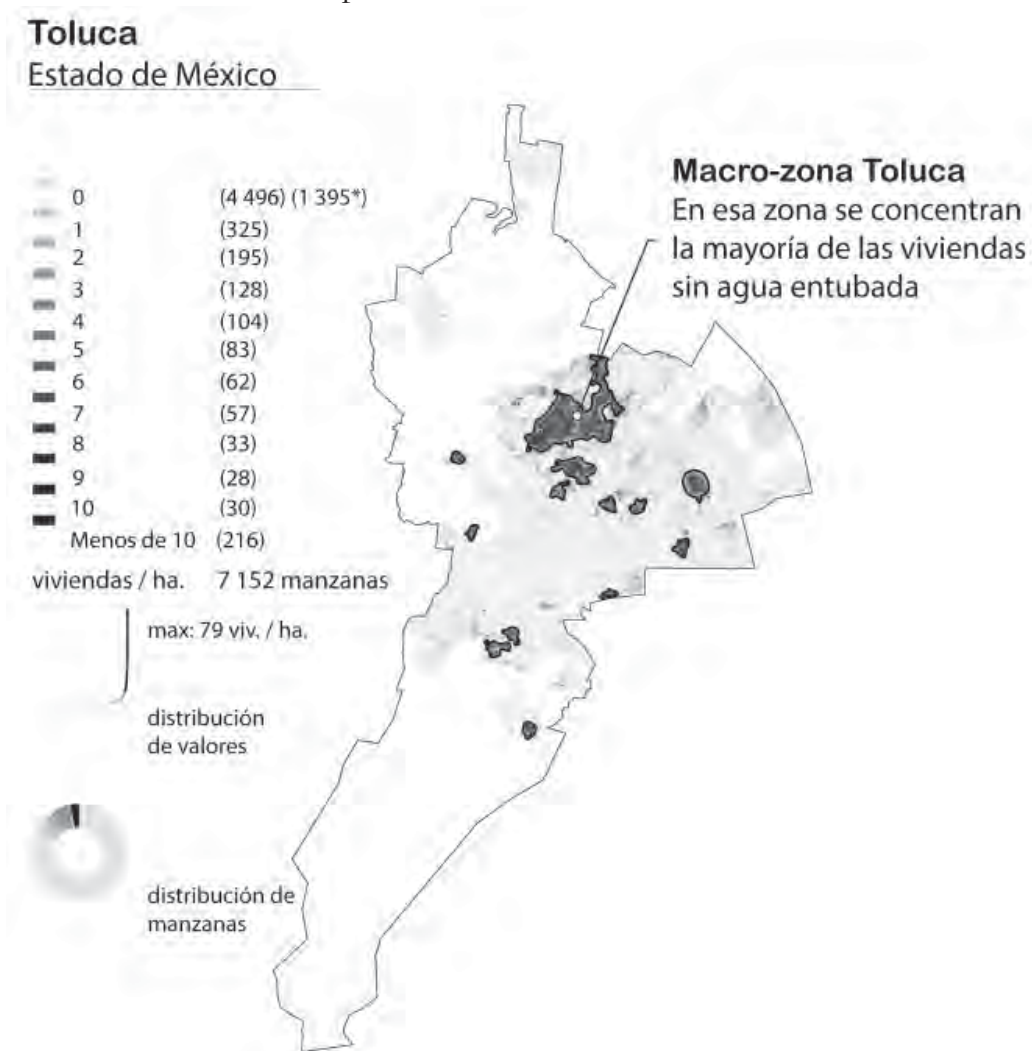 Toluca
Estado de México
0 (4 496) (1 395*)
1 (325)
2 (195)
3 (128)
4 (104)
5 (83)
6 (62)
7 (57)
8 (33)
9 (28)
10 (30)
Menos de 10 (216)
viviendas / ha. 7 152 manzanas
max: 79 viv. / ha.
distribución
de valores
distribución de
manzanas
Macro-zona Toluca
En esa zona se concentran
la mayoría de las viviendas
sin agua entubada